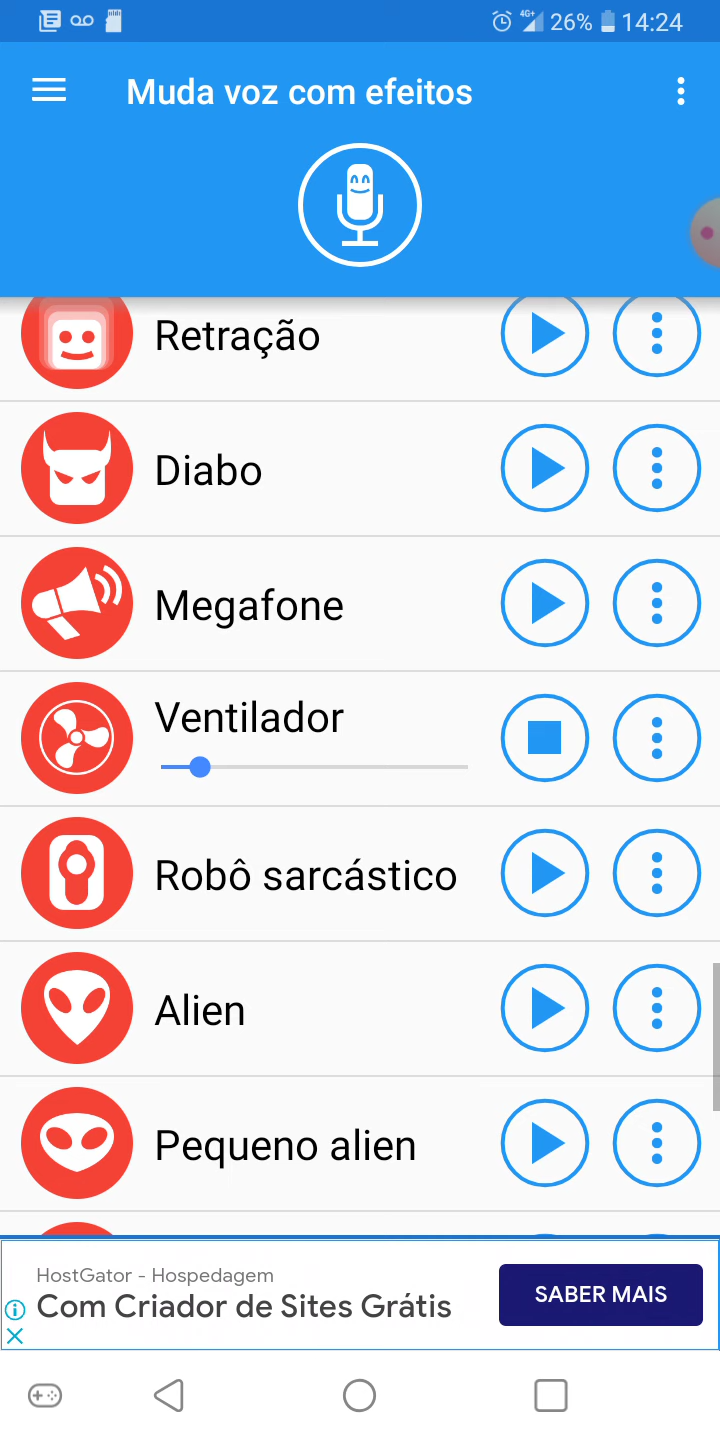 4G+ 26% 14:24
Muda voz com efeitos
Retração
Diabo
Megafone
Ventilador
Robô sarcástico
Alien
Pequeno alien
HostGator - Hospedagem
Com Criador de Sites Grátis
SABER MAIS